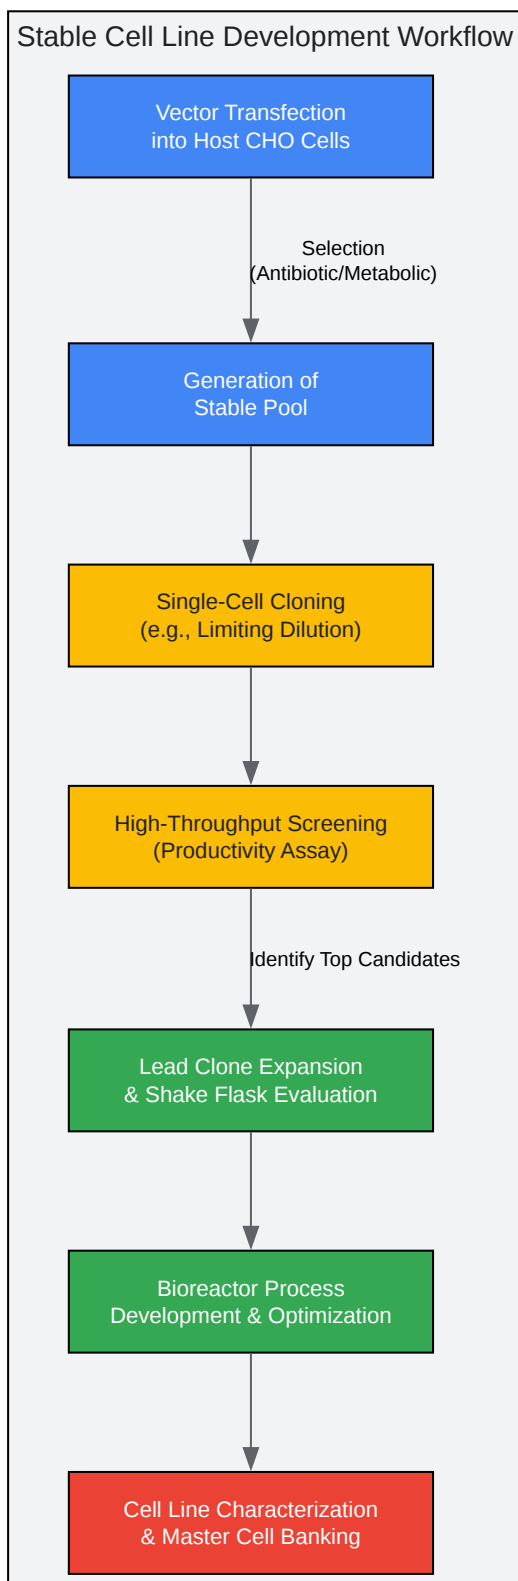 Stable Cell Line Development Workflow
Vector Transfection
into Host CHO Cells
Selection
(Antibiotic/Metabolic)
Generation of
Stable Pool
Single-Cell Cloning
(e.g., Limiting Dilution)
High-Throughput Screening
(Productivity Assay)
Identify Top Candidates
Lead Clone Expansion
& Shake Flask Evaluation
Bioreactor Process
Development & Optimization
Cell Line Characterization
& Master Cell Banking